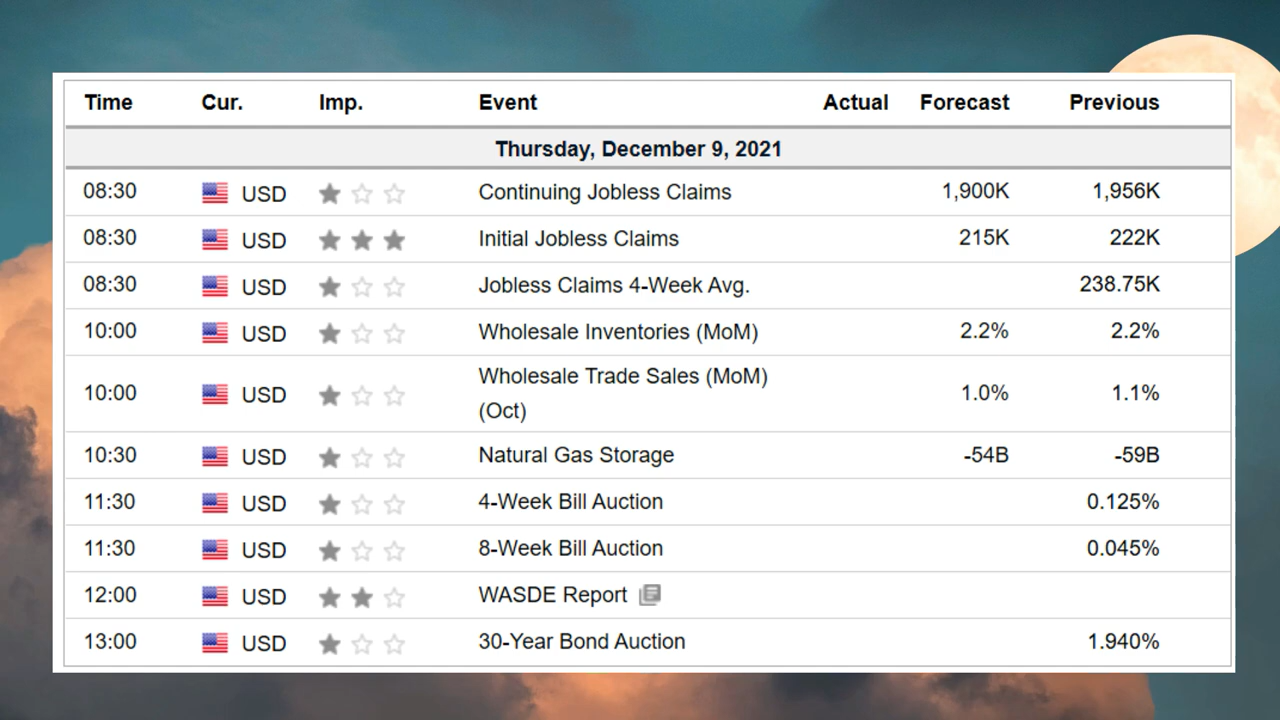 Time Cur. Imp. Event Actual Forecast Previous
Thursday, December 9, 2021
08:30 USD Continuing Jobless Claims 1,900K 1,956K
08:30 USD Initial Jobless Claims 215K 222K
08:30 USD Jobless Claims 4-Week Avg. 238.75K
10:00 USD Wholesale Inventories (MoM) 2.2% 2.2%
10:00 USD Wholesale Trade Sales (MoM) (Oct) 1.0% 1.1%
10:30 USD Natural Gas Storage -54B -59B
11:30 USD 4-Week Bill Auction 0.125%
11:30 USD 8-Week Bill Auction 0.045%
12:00 USD WASDE Report
13:00 USD 30-Year Bond Auction 1.940%